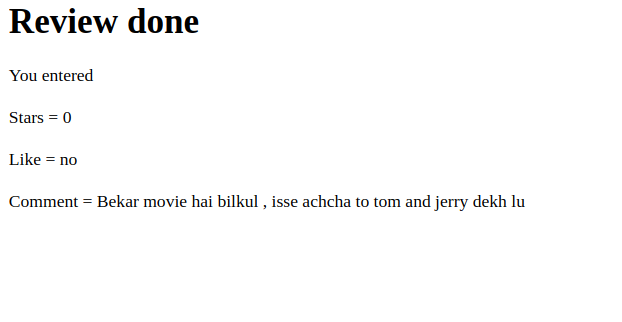 Review done
You entered
Stars = 0
Like = no
Comment = Bekar movie hai bilkul , isse achcha to tom and jerry dekh lu